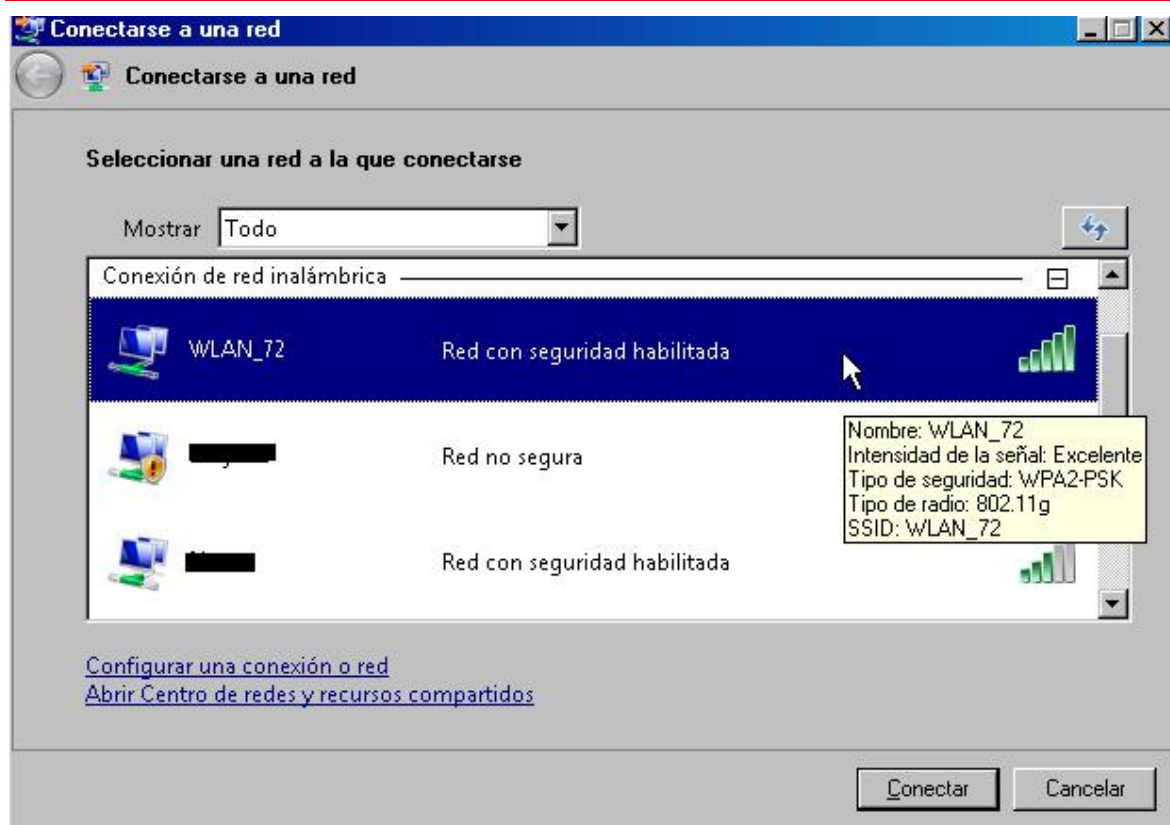 Conectarse a una red
Conectarse a una red
Seleccionar una red a la que conectarse
Mostrar Todo
Conexión de red inalámbrica
WLAN_72 Red con seguridad habilitada
Red no segura
Nombre: WLAN_72
Intensidad de la señal: Excelente
Tipo de seguridad: WPA2-PSK
Tipo de radio: 802.11g
SSID: WLAN_72
Red con seguridad habilitada
Configurar una conexión o red
Abrir Centro de redes y recursos compartidos
Conectar Cancelar